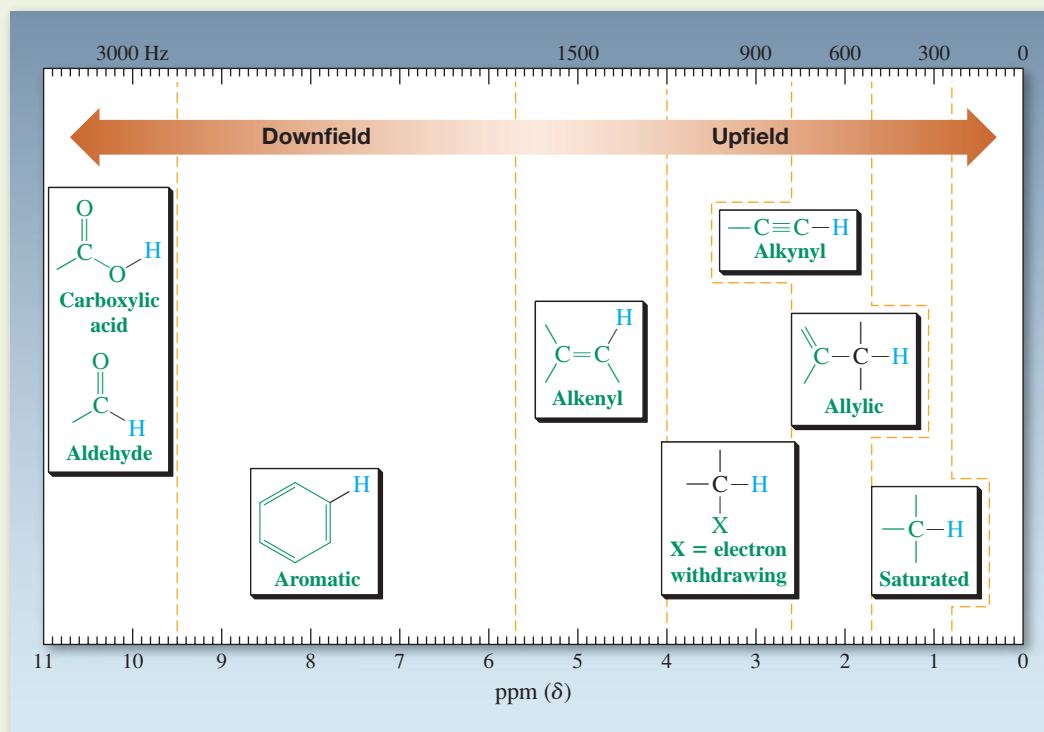 3000 Hz 1500 900 600 300 0
Downfield Upfield
O
C
O
H
Carboxylic
acid
O
C
H
Aldehyde
H
Aromatic
H
C=C
Alkenyl
—C≡C—H
Alkynyl
C—C—H
Allylic
—C—H
X
X = electron
withdrawing
—C—H
Saturated
11 10 9 8 7 6 5 4 3 2 1 0
ppm (δ)